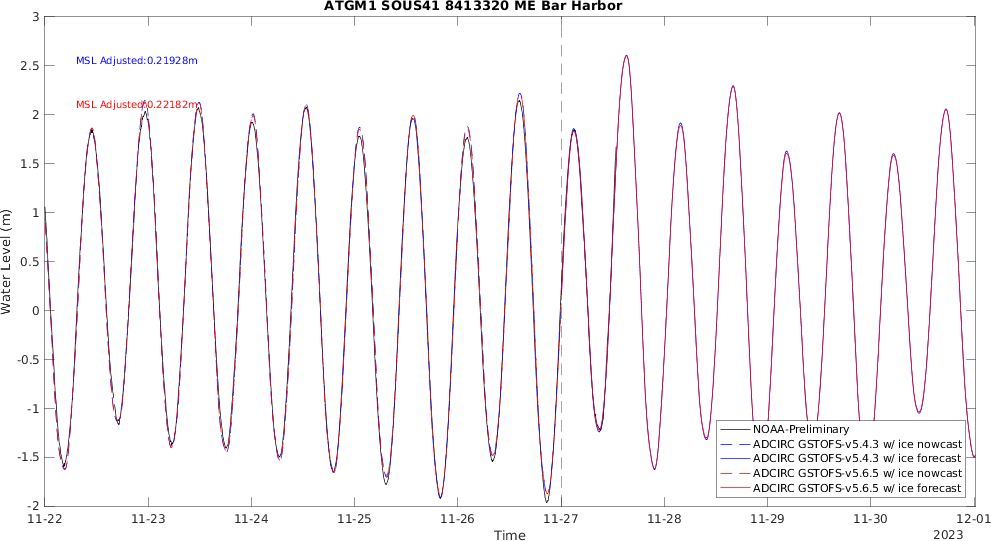 ATGM1 SOUS41 8413320 ME Bar Harbor
MSL Adjusted:0.21928m
MSL Adjusted:0.22182m
Water Level (m)
3
2.5
2
1.5
1
0.5
0
-0.5
-1
-1.5
-2
NOAA-Preliminary
ADCIRC GSTOFS-v5.4.3 w/ ice nowcast
ADCIRC GSTOFS-v5.4.3 w/ ice forecast
ADCIRC GSTOFS-v5.6.5 w/ ice nowcast
ADCIRC GSTOFS-v5.6.5 w/ ice forecast
11-22 11-23 11-24 11-25 11-26 11-27 11-28 11-29 11-30 12-01
Time
2023